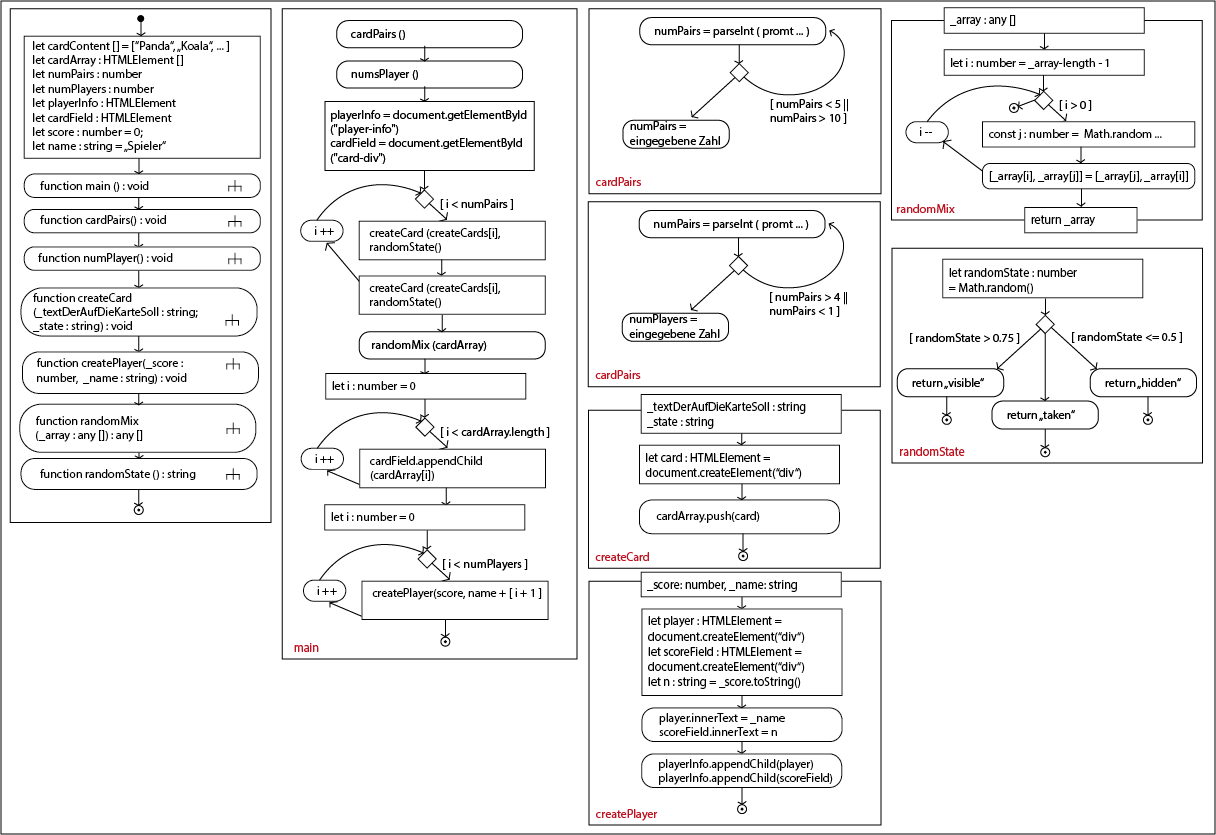 let cardContent [] = ["Panda“,„Koala“, ... ]
let cardArray : HTMLElement []
let numPairs : number
let numPlayers : number
let playerInfo : HTMLElement
let cardField : HTMLElement
let score : number = 0;
let name : string =„Spieler“
function main () : void
function cardPairs() : void
function numPlayer() : void
function createCard
(_textDerAufDieKarteSoll : string;
_state : string) : void
function createPlayer(_score :
number, _name : string) : void
function randomMix
(_array : any []) : any []
function randomState () : string
cardPairs ()
numsPlayer ()
playerInfo = document.getElementById
("player-info")
cardField = document.getElementById
("card-div")
[ i < numPairs ]
i ++
createCard (createCards[i],
randomState()
createCard (createCards[i],
randomState()
randomMix (cardArray)
let i : number = 0
[ i < cardArray.length ]
i ++
cardField.appendChild
(cardArray[i])
let i : number = 0
[ i < numPlayers ]
i ++
createPlayer(score, name + [ i + 1 ]
main
numPairs = parseInt ( promt ... )
[ numPairs < 5 ||
numPairs > 10 ]
numPairs =
eingegebene Zahl
cardPairs
numPairs = parseInt ( promt ... )
[ numPairs > 4 ||
numPairs < 1 ]
numPlayers =
eingegebene Zahl
cardPairs
_textDerAufDieKarteSoll : string
_state : string
let card : HTMLElement =
document.createElement(“div“)
cardArray.push(card)
createCard
_score: number, _name: string
let player : HTMLElement =
document.createElement(“div“)
let scoreField : HTMLElement =
document.createElement(“div“)
let n : string = _score.toString()
player.innerText = _name
scoreField.innerText = n
playerInfo.appendChild(player)
playerInfo.appendChild(scoreField)
createPlayer
_array : any []
let i : number = _array-length - 1
[ i > 0 ]
i --
const j : number = Math.random ...
[_array[i], _array[j]] = [_array[j], _array[i]]
randomMix
return _array
let randomState : number
= Math.random()
[ randomState > 0.75 ]
[ randomState <= 0.5 ]
return„visible“
return„hidden“
return„taken“
randomState